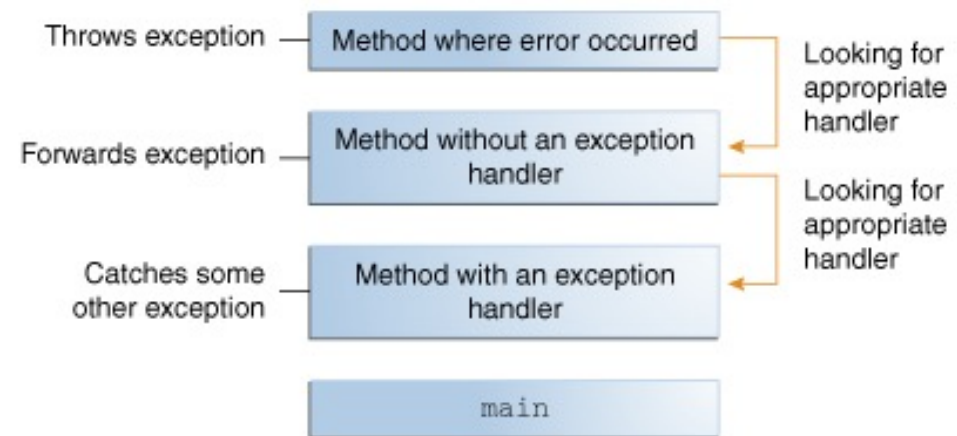 Throws exception
Method where error occurred
Looking for
appropriate
handler
Forwards exception
Method without an exception
handler
Looking for
appropriate
handler
Catches some
other exception
Method with an exception
handler
main